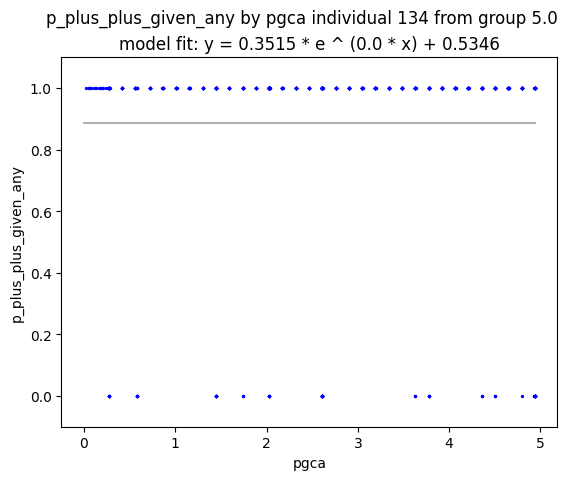 p_plus_plus_given_any by pgca individual 134 from group 5.0
model fit: y = 0.3515 * e ^ (0.0 * x) + 0.5346
p_plus_plus_given_any
1.0
0.8
0.6
0.4
0.2
0.0
0 1 2 3 4 5
pgca